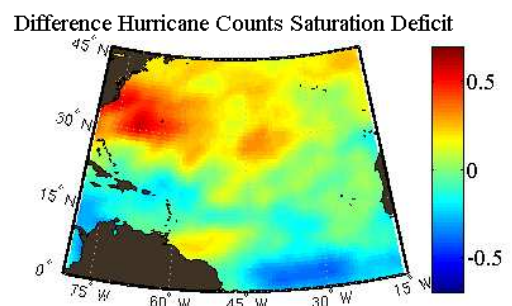 Difference Hurricane Counts Saturation Deficit
45° N
30° N
15° N
0°
75° W
60° W
45° W
30° W
15° W
0.5
0
-0.5